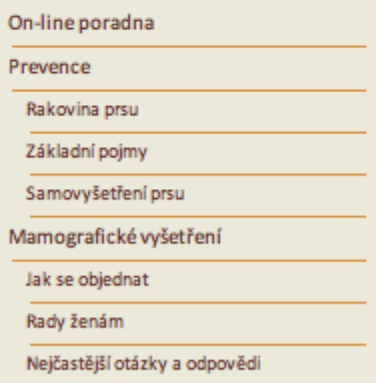 On-line poradna
Prevence
Rakovina prsu
Základní pojmy
Samovyšetření prsu
Mamografické vyšetření
Jak se objednat
Rady ženám
Nejčastější otázky a odpovědi